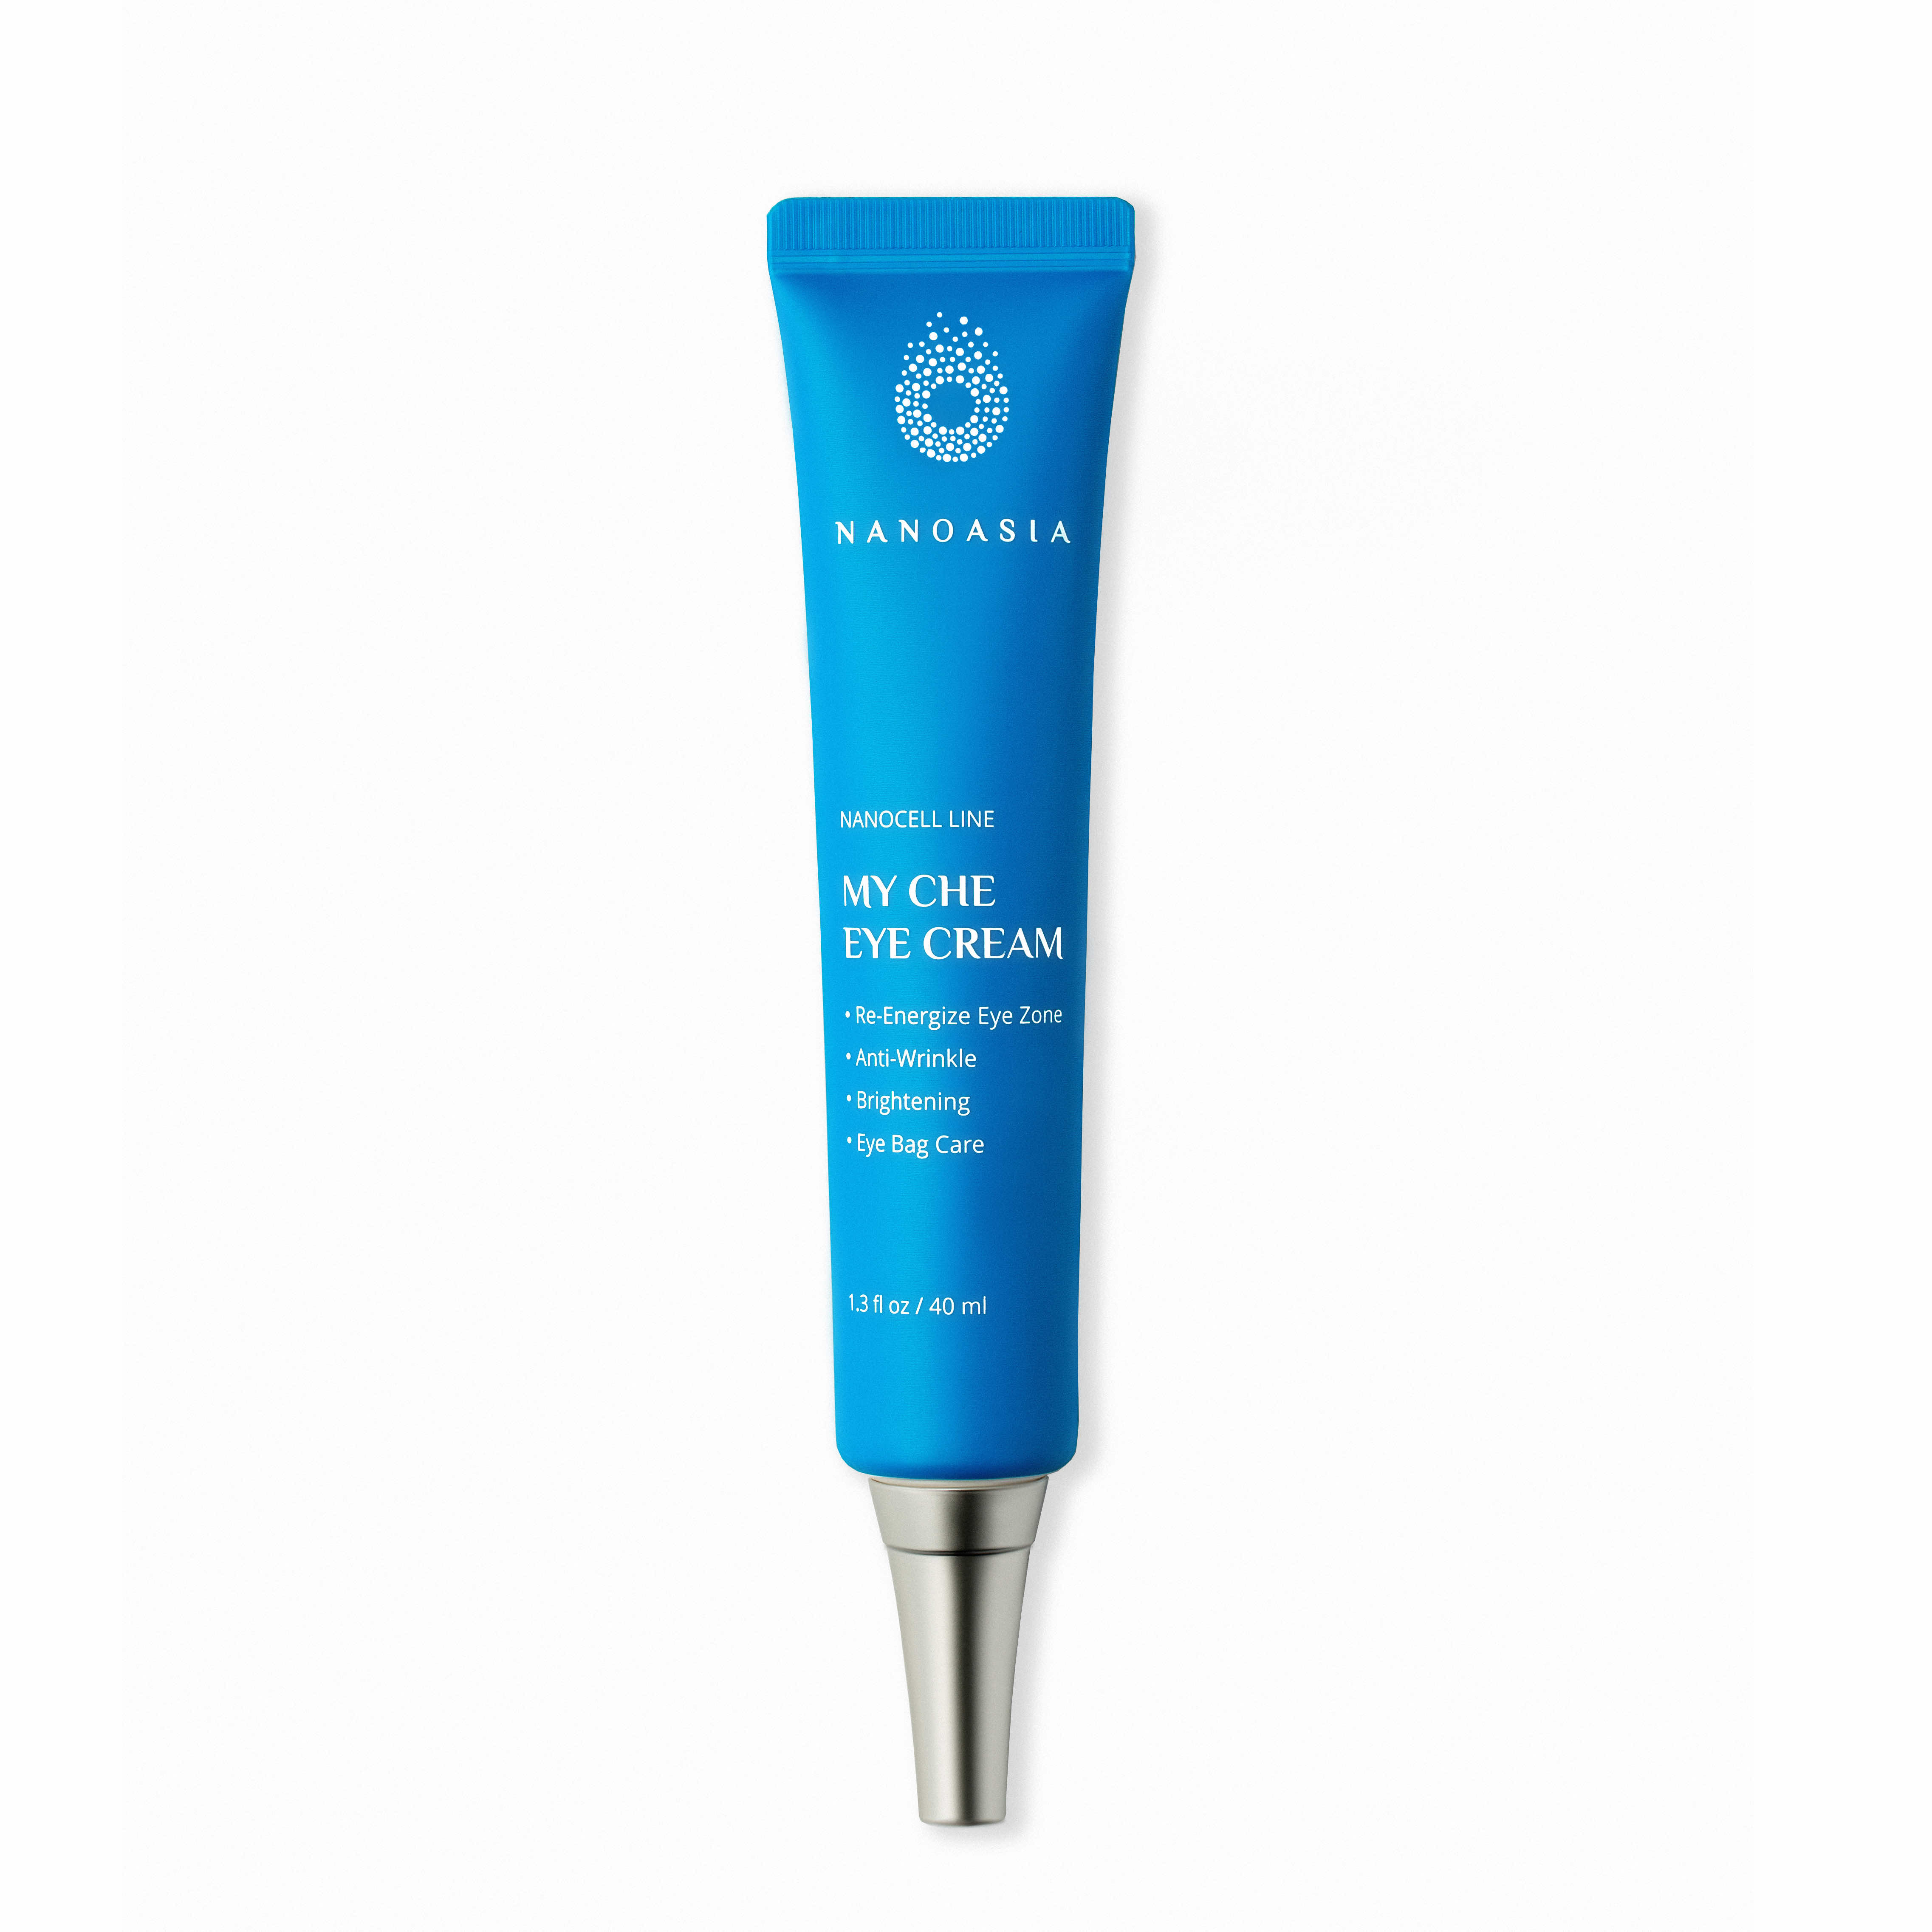 NANOASIA
NANOCELL LINE
MY CHE
EYE CREAM
• Re-Energize Eye Zone
• Anti-Wrinkle
• Brightening
• Eye Bag Care
1.3 fl oz / 40 ml